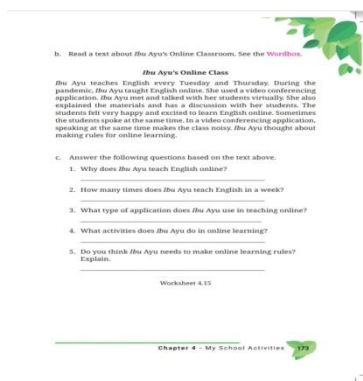 b. Read a text about Ibu Ayu's Online Classroom. See the Wordbox.
Ibu Ayu's Online Class
Ibu Ayu teaches English every Tuesday and Thursday. During the
pandemic, Ibu Ayu taught English online. She used a video conferencing
application. Ibu Ayu met and talked with her students virtually. She also
explained the materials and has a discussion with her students. The
students felt very happy and excited to learn English online. Sometimes
the students spoke at the same time. In a video conferencing application,
speaking at the same time makes the class noisy. Ibu Ayu thought about
making rules for online learning.
c. Answer the following questions based on the text above.
1. Why does Ibu Ayu teach English online?
2. How many times does Ibu Ayu teach English in a week?
3. What type of application does Ibu Ayu use in teaching online?
4. What activities does Ibu Ayu do in online learning?
5. Do you think Ibu Ayu needs to make online learning rules?
Explain.
Worksheet 4.15
Chapter 4 - My School Activities 173